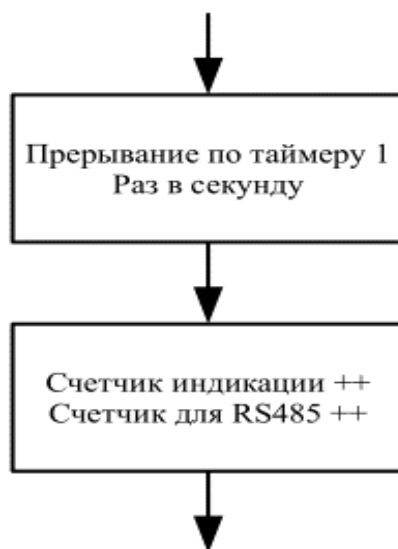 Прерывание по таймеру 1
Раз в секунду
Счетчик индикации ++
Счетчик для RS485 ++